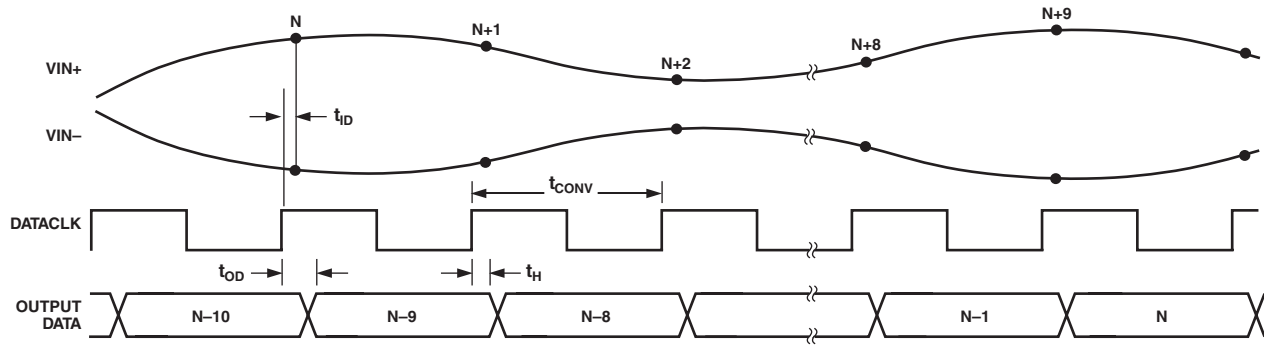 N
N+1
N+2
N+8
N+9
VIN+
tID
VIN–
tCONV
DATACLK
tOD
tH
OUTPUT
DATA
N–10
N–9
N–8
N–1
N